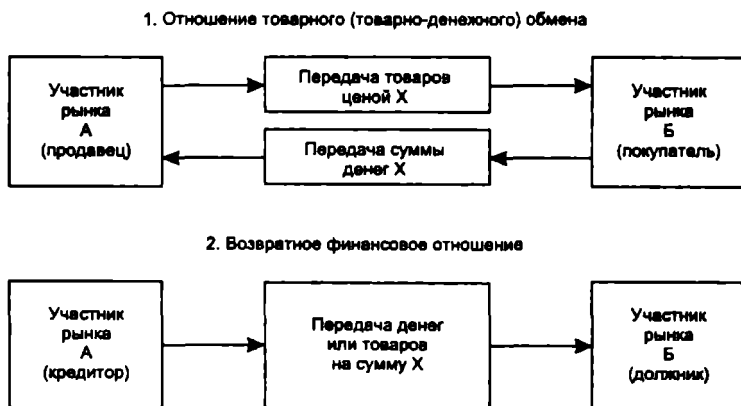 1. Отношение товарного (товарно-денежного) обмена
Участник
рынка
А
(продавец)
Передача товаров
ценой X
Передача суммы
денег X
Участник
рынка
Б
(покупатель)
2. Возвратное финансовое отношение
Участник
рынка
А
(кредитор)
Передача денег
или товаров
на сумму X
Участник
рынка
Б
(должник)